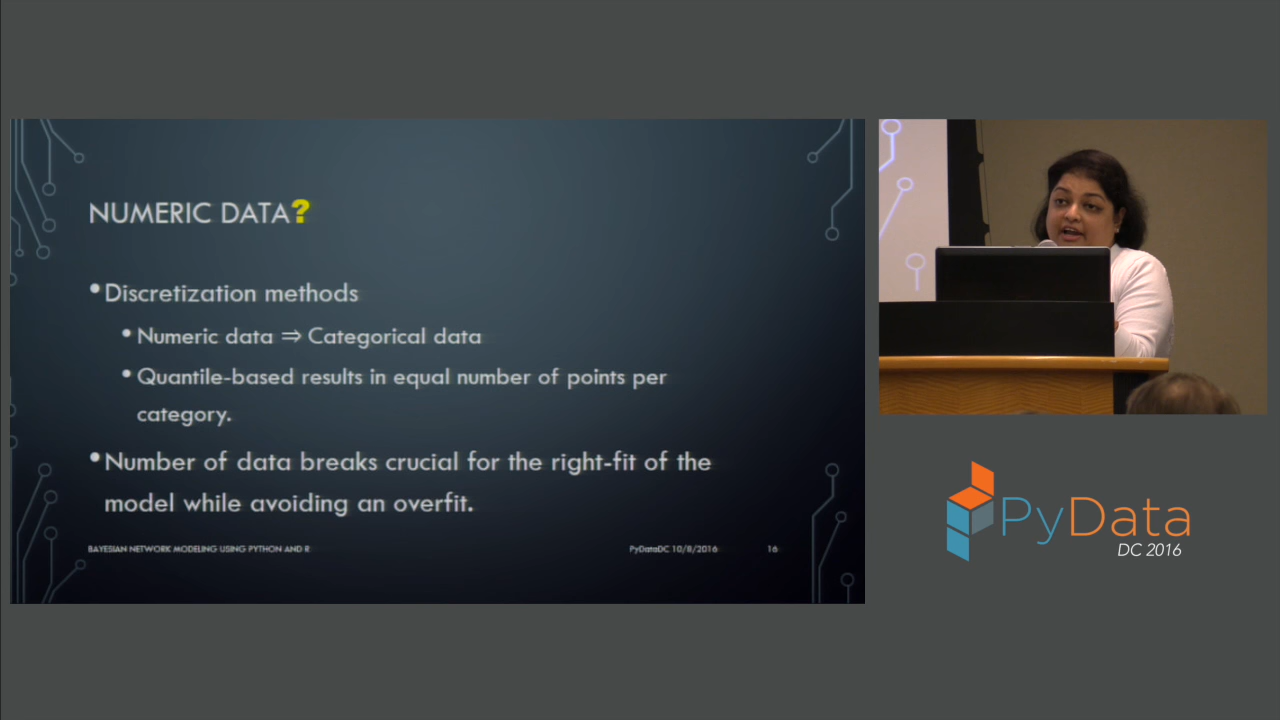 NUMERIC DATA?
•Discretization methods
•Numeric data ⇒ Categorical data
•Quantile-based results in equal number of points per
category.
•Number of data breaks crucial for the right-fit of the
model while avoiding an overfit.
BAYESIAN NETWORK MODELING USING PYTHON AND R
PyDataDC 10/8/2016
16
PyData
DC 2016